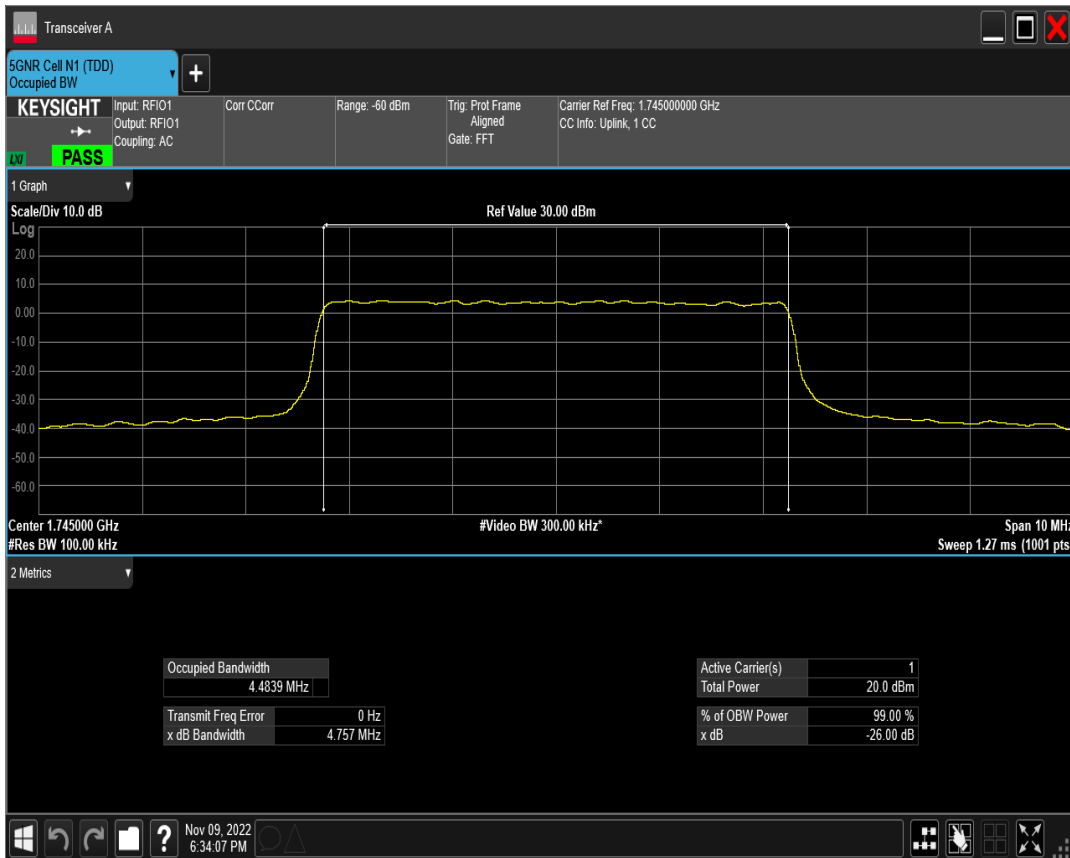 Transceiver A
5GNR Cell N1 (TDD)
Occupied BW
+
KEYSIGHT
LXI
PASS
Input: RFIO1
Output: RFIO1
Coupling: AC
Corr CCorr
Range: -60 dBm
Trig: Prot Frame
Aligned
Gate: FFT
Carrier Ref Freq: 1.745000000 GHz
CC Info: Uplink, 1 CC
1 Graph
Scale/Div 10.0 dB
Ref Value 30.00 dBm
Log
20.0
10.0
0.00
-10.0
-20.0
-30.0
-40.0
-50.0
-60.0
Center 1.745000 GHz
#Video BW 300.00 kHz*
Span 10 MHz
#Res BW 100.00 kHz
Sweep 1.27 ms (1001 pts
2 Metrics
Occupied Bandwidth
4.4839 MHz
Transmit Freq Error 0 Hz
x dB Bandwidth 4.757 MHz
Active Carrier(s) 1
Total Power 20.0 dBm
% of OBW Power 99.00 %
x dB -26.00 dB
?
Nov 09, 2022
6:34:07 PM